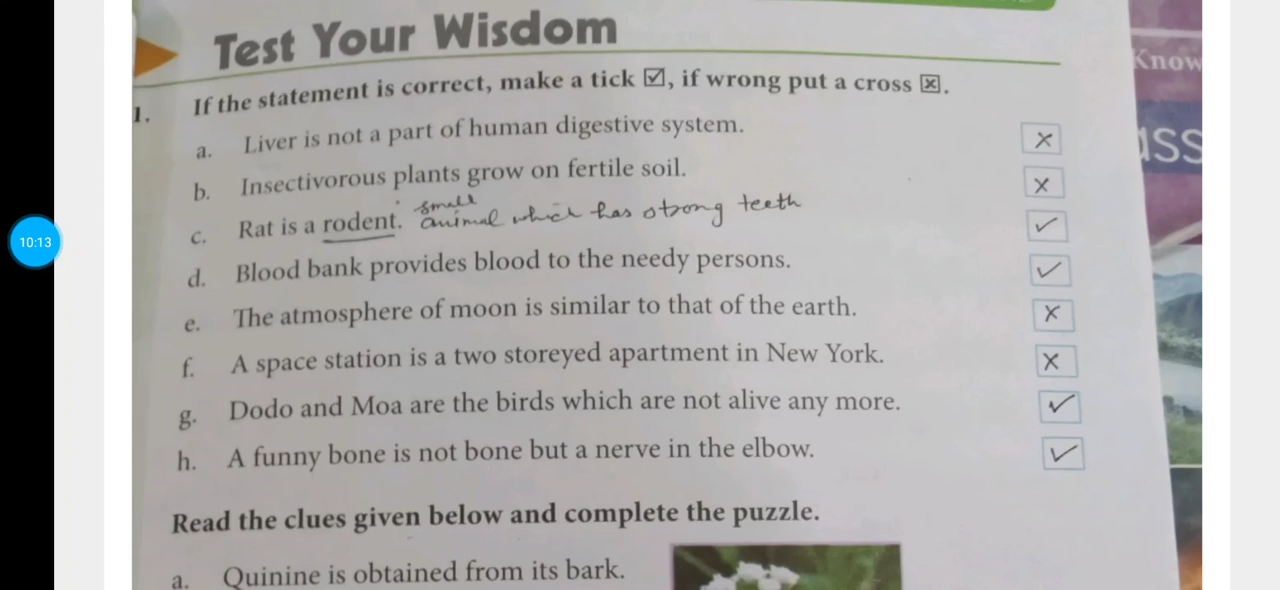 Test Your Wisdom
Know
1. If the statement is correct, make a tick ☑, if wrong put a cross ☒.
a. Liver is not a part of human digestive system. ✗
ass
b. Insectivorous plants grow on fertile soil. ✗
c. Rat is a rodent. small animal which has strong teeth ✓
10:13
d. Blood bank provides blood to the needy persons. ✓
e. The atmosphere of moon is similar to that of the earth. ✗
f. A space station is a two storeyed apartment in New York. ✗
g. Dodo and Moa are the birds which are not alive any more. ✓
h. A funny bone is not bone but a nerve in the elbow. ✓
Read the clues given below and complete the puzzle.
a. Quinine is obtained from its bark.